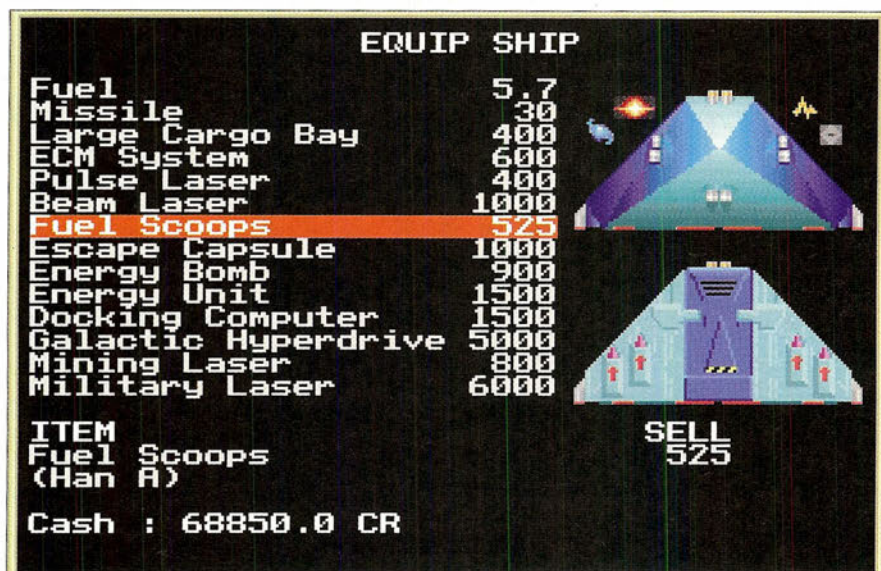 EQUIP SHIP
Fuel 5.7
Missile 30
Large Cargo Bay 400
ECM System 600
Pulse Laser 400
Beam Laser 1000
Fuel Scoops 525
Escape Capsule 1000
Energy Bomb 900
Energy Unit 1500
Docking Computer 1500
Galactic Hyperdrive 5000
Mining Laser 800
Military Laser 6000
ITEM SELL
Fuel Scoops 525
(Han A)
Cash : 68850.0 CR